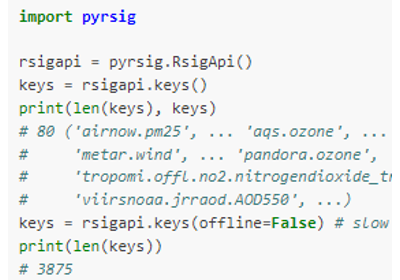 import pyrsig
rsigapi = pyrsig.RsigApi()
keys = rsigapi.keys()
print(len(keys), keys)
# 80 ('airnow.pm25', ... 'aqs.ozone', ...
#     'metar.wind', ... 'pandora.ozone',
#     'tropomi.offl.no2.nitrogendioxide_tr
#     'viirsnoaa.jrraod.AOD550', ...)
keys = rsigapi.keys(offline=False) # slow
print(len(keys))
# 3875